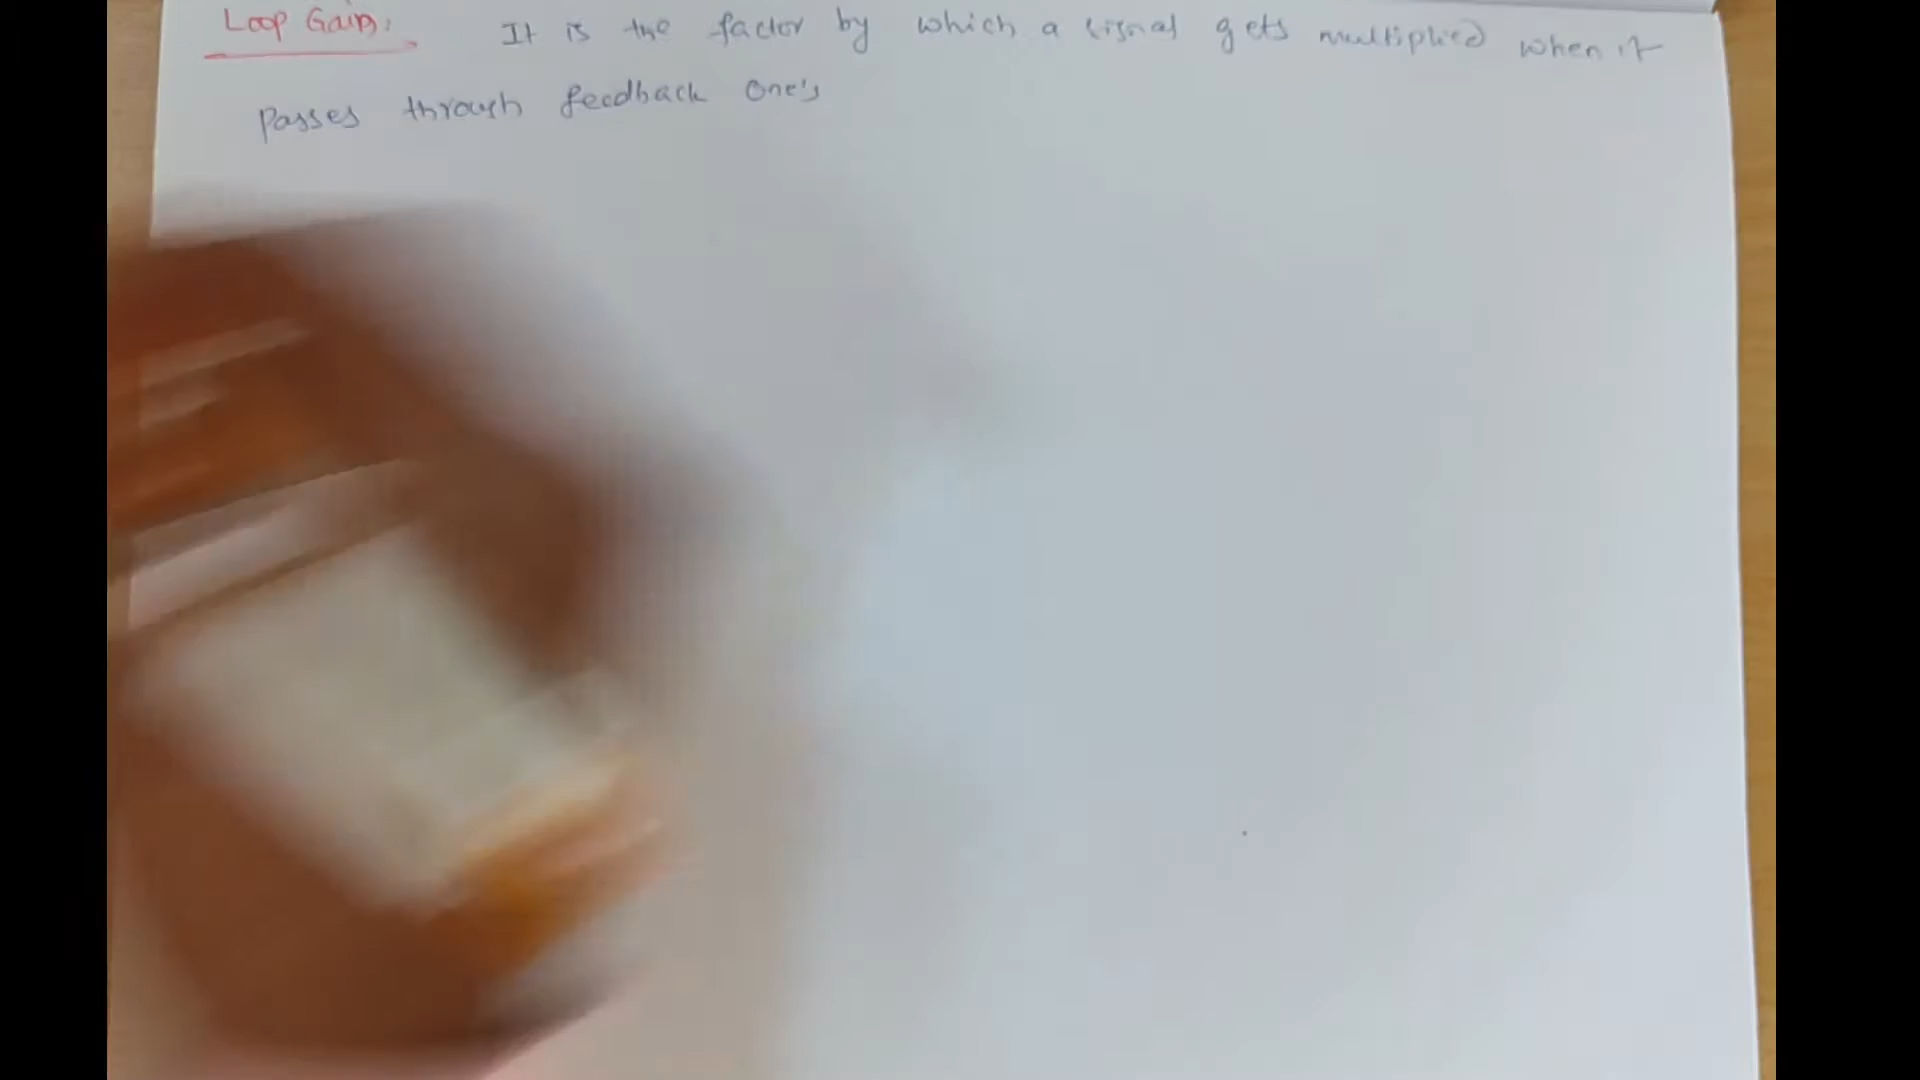 Loop Gain: It is the factor by which a signal gets multiplied when it
passes through feedback one's